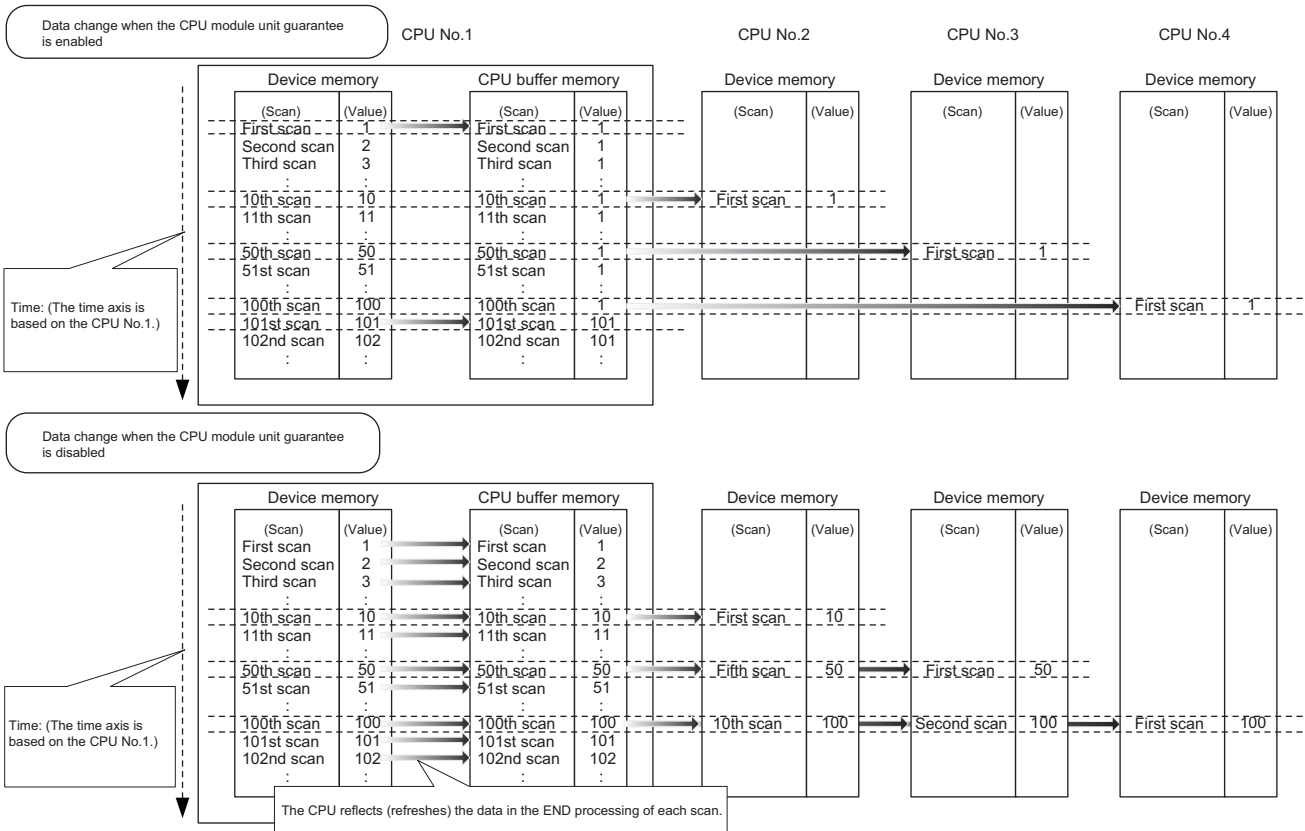 Data change when the CPU module unit guarantee
is enabled
CPU No.1
CPU No.2
CPU No.3
CPU No.4
Device memory
CPU buffer memory
Device memory
Device memory
Device memory
(Scan) (Value) (Scan) (Value) (Scan) (Value) (Scan) (Value) (Scan) (Value)
First scan 1 First scan 1
Second scan 2 Second scan 1
Third scan 3 Third scan 1
: : : :
10th scan 10 10th scan 1 First scan 1
11th scan 11 11th scan 1
: : : :
50th scan 50 50th scan 1 First scan 1
51st scan 51 51st scan 1
: : : :
100th scan 100 100th scan 1 First scan 1
101st scan 101 101st scan 101
102nd scan 102 102nd scan 101
: : : :
Time: (The time axis is
based on the CPU No.1.)
Data change when the CPU module unit guarantee
is disabled
Device memory
CPU buffer memory
Device memory
Device memory
Device memory
(Scan) (Value) (Scan) (Value) (Scan) (Value) (Scan) (Value) (Scan) (Value)
First scan 1 First scan 1
Second scan 2 Second scan 2
Third scan 3 Third scan 3
: : : :
10th scan 10 10th scan 10 First scan 10
11th scan 11 11th scan 11
: : : :
50th scan 50 50th scan 50 Fifth scan 50 First scan 50
51st scan 51 51st scan 51
: : : :
100th scan 100 100th scan 100 10th scan 100 Second scan 100 First scan 100
101st scan 101 101st scan 101
102nd scan 102 102nd scan 102
: : : :
Time: (The time axis is
based on the CPU No.1.)
The CPU reflects (refreshes) the data in the END processing of each scan.